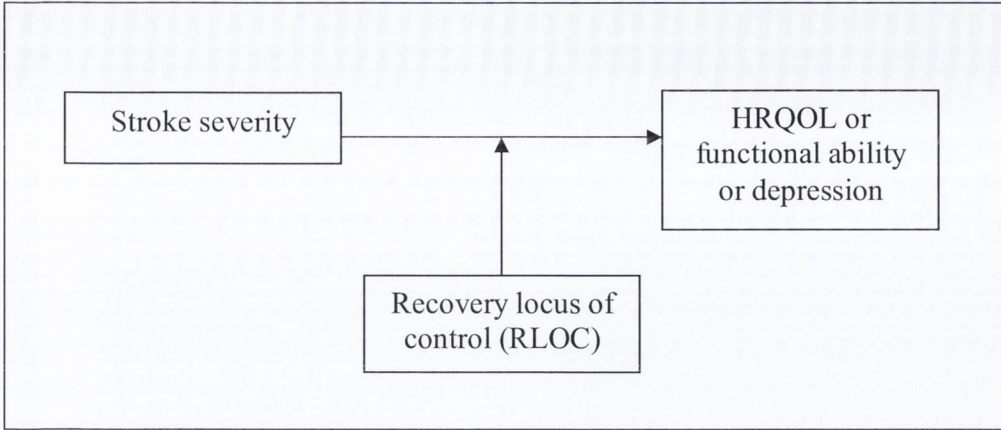 Stroke severity
HRQOL or
functional ability
or depression
Recovery locus of
control (RLOC)